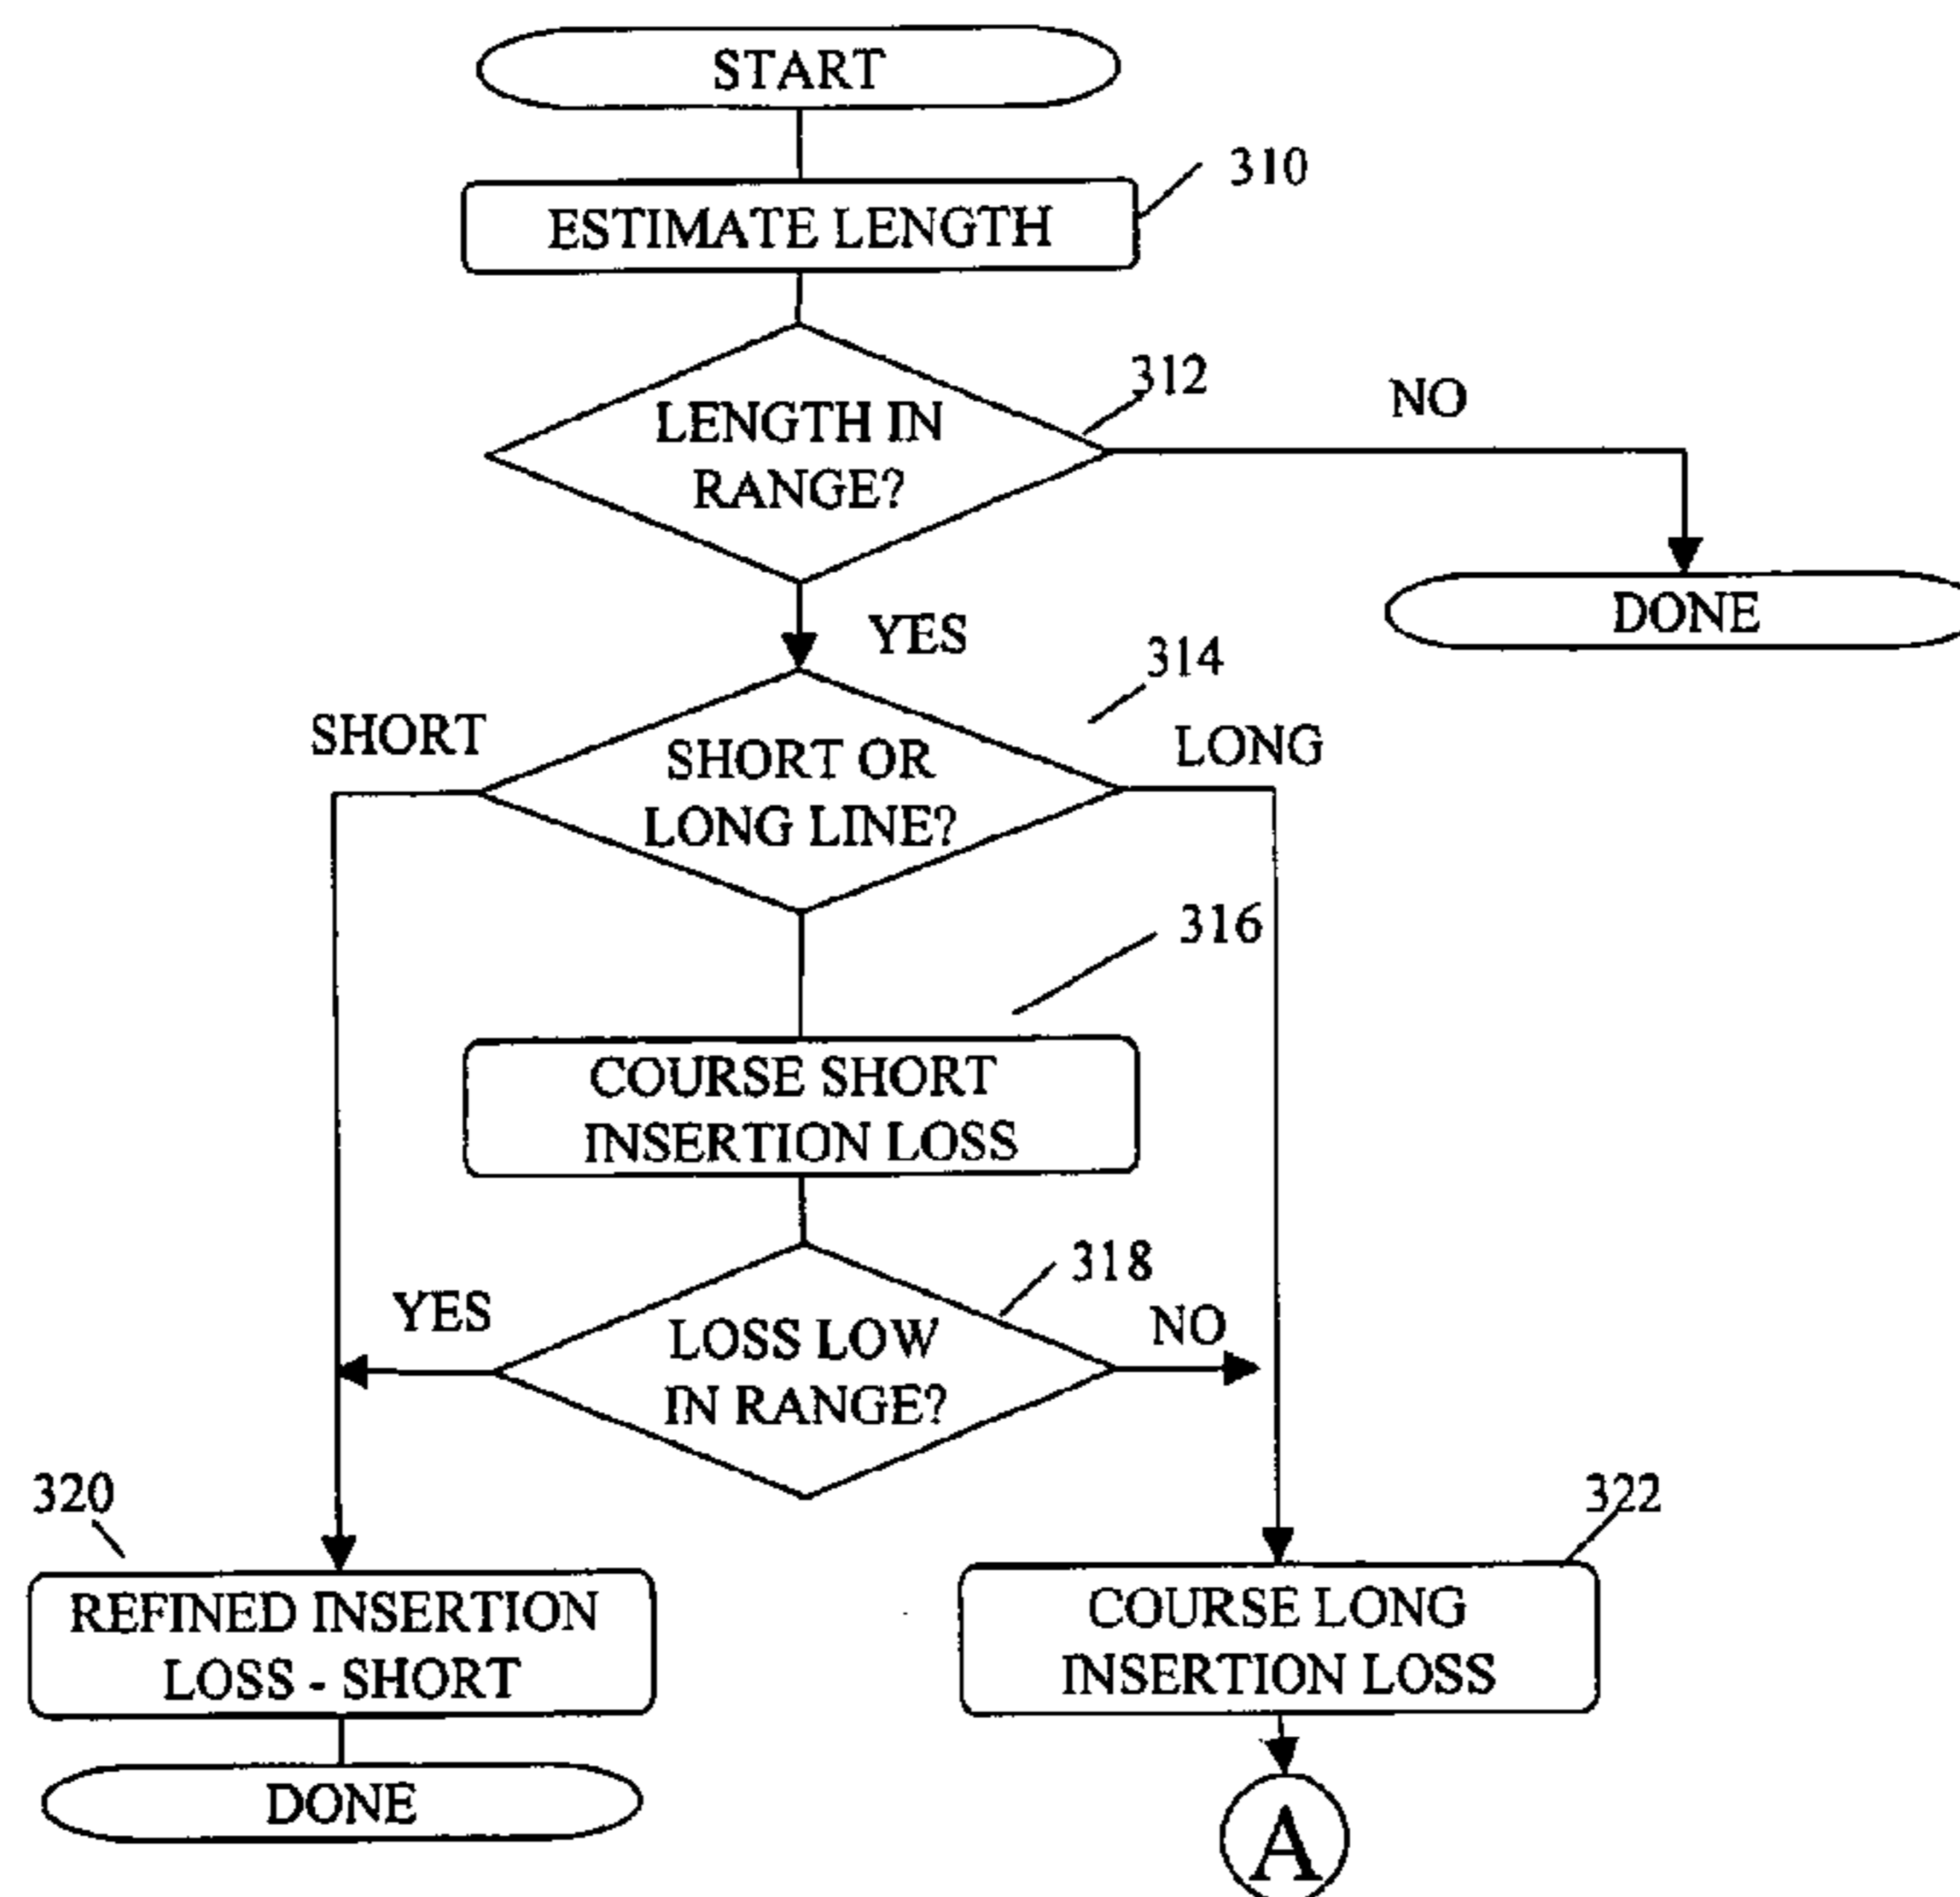 START
310
ESTIMATE LENGTH
312
NO
LENGTH IN
RANGE?
DONE
YES
314
SHORT
LONG
SHORT OR
LONG LINE?
316
COURSE SHORT
INSERTION LOSS
318
YES
NO
LOSS LOW
IN RANGE?
320
322
REFINED INSERTION
LOSS - SHORT
COURSE LONG
INSERTION LOSS
DONE
A